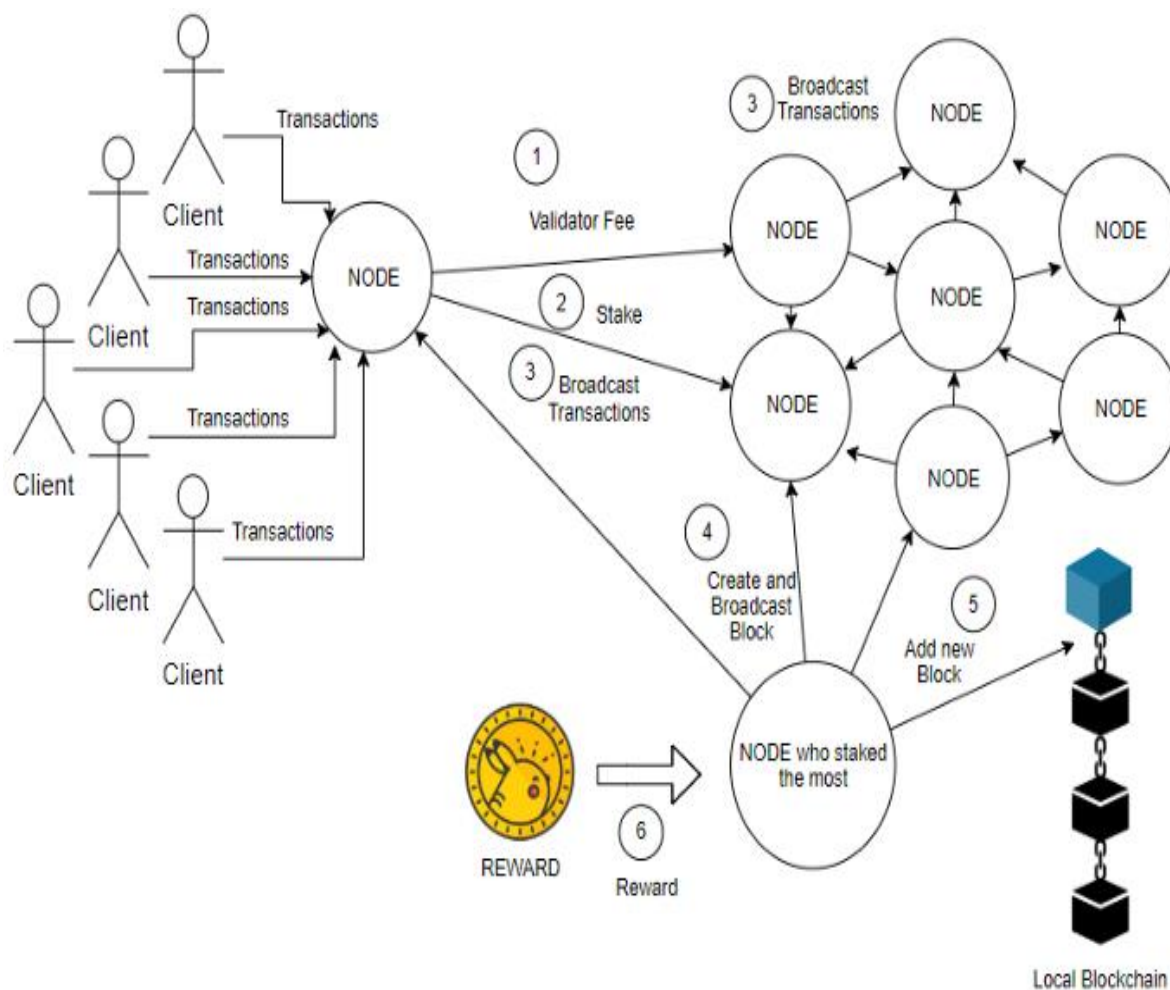 Transactions
Client
Transactions
Client
Transactions
Client
Transactions
Client
Transactions
Client
NODE
1
Validator Fee
2
Stake
3
Broadcast
Transactions
3
Broadcast
Transactions
NODE
NODE
NODE
NODE
NODE
NODE
NODE
4
Create and
Broadcast
Block
5
Add new
Block
NODE who staked
the most
REWARD
6
Reward
Local Blockchain